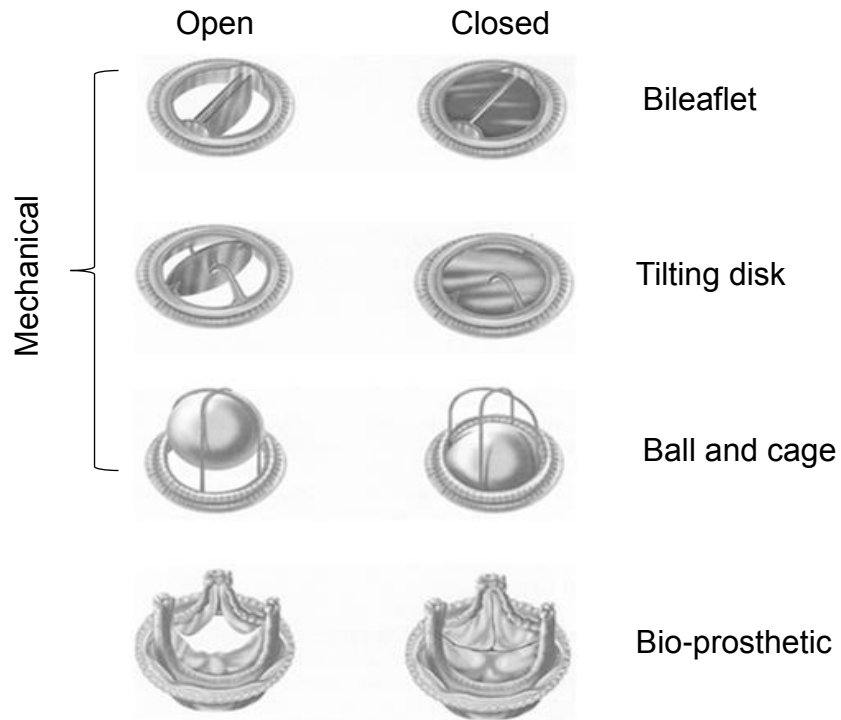 Open
Closed
Mechanical
Bileaflet
Tilting disk
Ball and cage
Bio-prosthetic